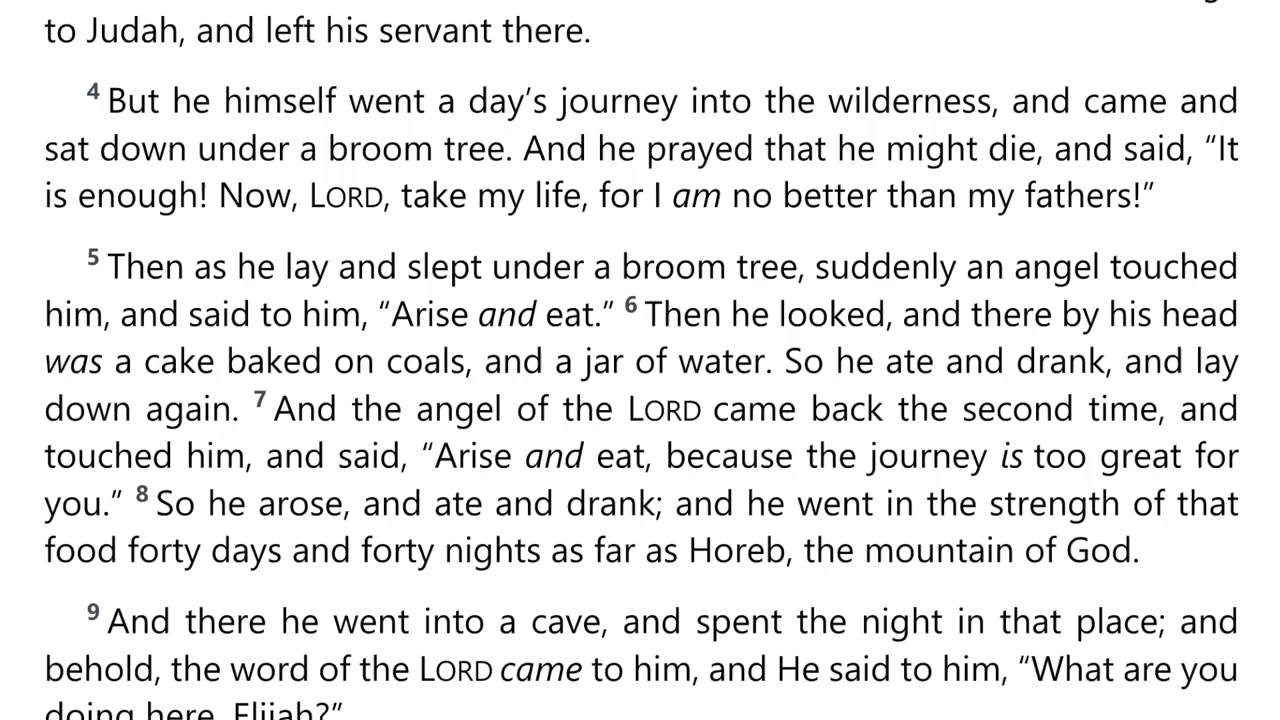 to Judah, and left his servant there.
4 But he himself went a day’s journey into the wilderness, and came and
sat down under a broom tree. And he prayed that he might die, and said, “It
is enough! Now, LORD, take my life, for I am no better than my fathers!”
5 Then as he lay and slept under a broom tree, suddenly an angel touched
him, and said to him, “Arise and eat.” 6 Then he looked, and there by his head
was a cake baked on coals, and a jar of water. So he ate and drank, and lay
down again. 7 And the angel of the LORD came back the second time, and
touched him, and said, “Arise and eat, because the journey is too great for
you.” 8 So he arose, and ate and drank; and he went in the strength of that
food forty days and forty nights as far as Horeb, the mountain of God.
9 And there he went into a cave, and spent the night in that place; and
behold, the word of the LORD came to him, and He said to him, “What are you
doing here, Elijah?”